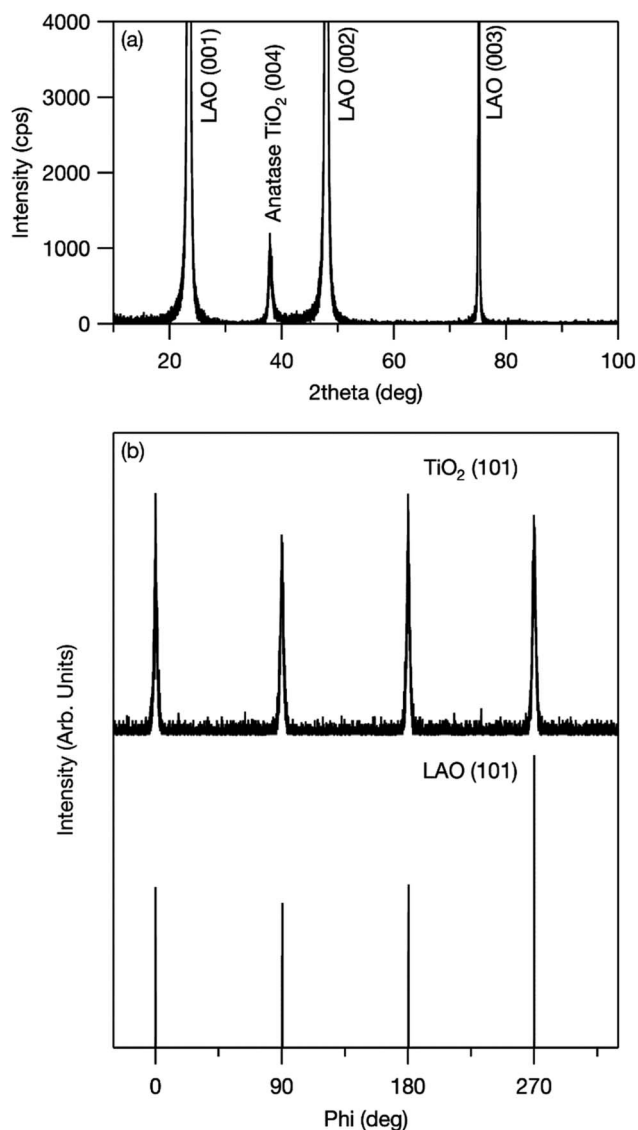 (a)
LAO (001)
Anatase TiO₂ (004)
LAO (002)
LAO (003)
4000
3000
2000
1000
0
Intensity (cps)
20
40
60
80
100
2theta (deg)
(b)
TiO₂ (101)
LAO (101)
Intensity (Arb. Units)
0
90
180
270
Phi (deg)